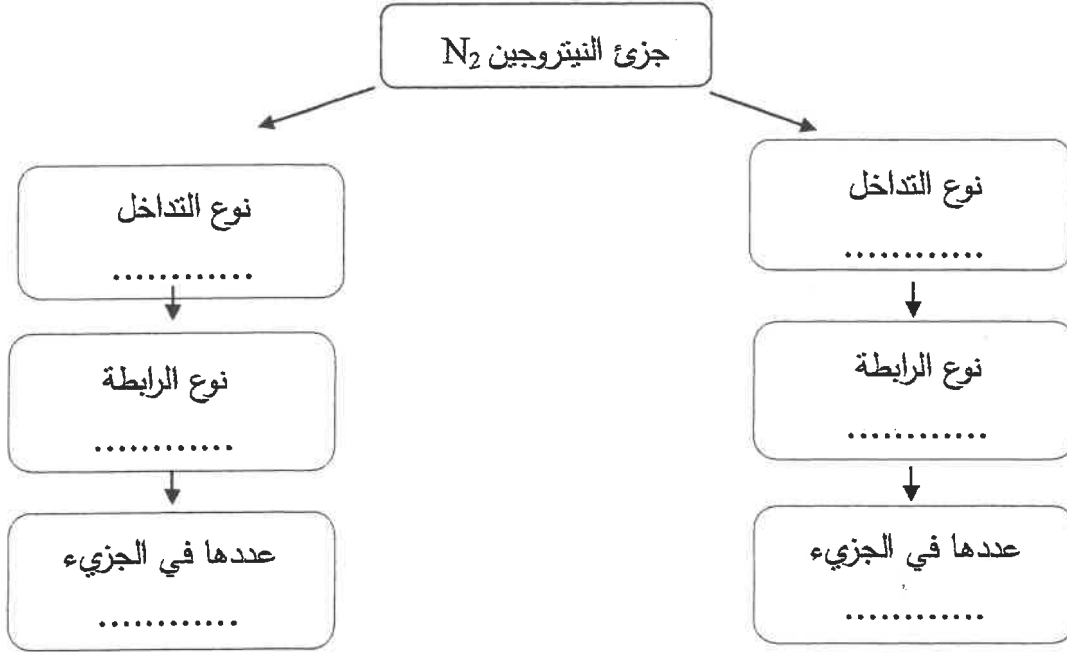 جزئ النيتروجين N₂
نوع التداخل
............
نوع الرابطة
............
عددها في الجزيء
............
نوع التداخل
............
نوع الرابطة
............
عددها في الجزيء
............